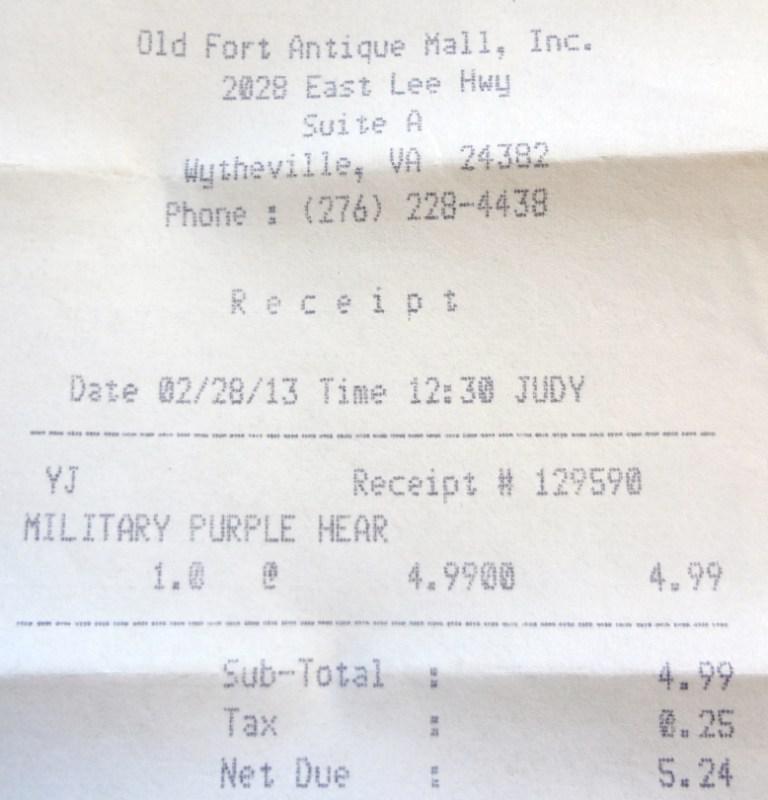 Old Fort Antique Mall, Inc.
2028 East Lee Hwy
Suite A
Wytheville, VA 24382
Phone : (276) 228-4438
Receipt
Date 02/28/13 Time 12:30 JUDY
YJ Receipt # 129590
MILITARY PURPLE HEAR
1.0 @ 4.9900 4.99
Sub-Total : 4.99
Tax : 0.25
Net Due : 5.24